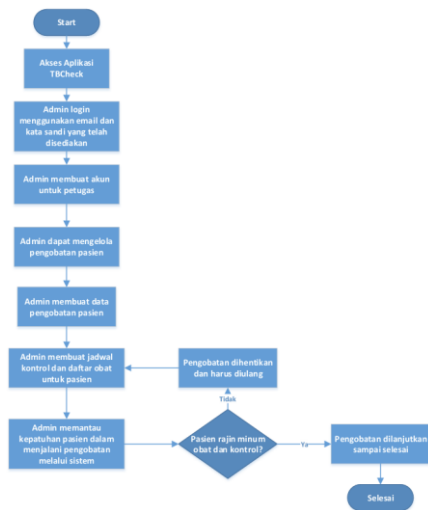 Start
Akses Aplikasi
TBCheck
Admin login
menggunakan email dan
kata sandi yang telah
disediakan
Admin membuat akun
untuk petugas
Admin dapat mengelola
pengobatan pasien
Admin membuat data
pengobatan pasien
Admin membuat jadwal
kontrol dan daftar obat
untuk pasien
Pengobatan dihentikan
dan harus diulang
Tidak
Admin memantau
kepatuhan pasien dalam
menjalani pengobatan
melalui sistem
Pasien rajin minum
obat dan kontrol?
Ya
Pengobatan dilanjutkan
sampai selesai
Selesai